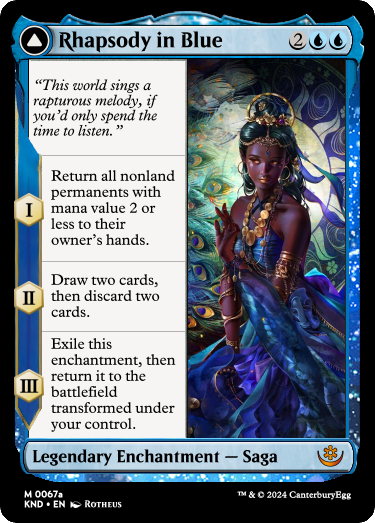 Rhapsody in Blue 2
“This world sings a
rapturous melody, if
you’d only spend the
time to listen.”
I
Return all nonland
permanents with
mana value 2 or
less to their
owner’s hands.
II
Draw two cards,
then discard two
cards.
III
Exile this
enchantment, then
return it to the
battlefield
transformed under
your control.
Legendary Enchantment — Saga
M 0067a
KND • EN Rotheus
™ & © 2024 CanterburyEgg